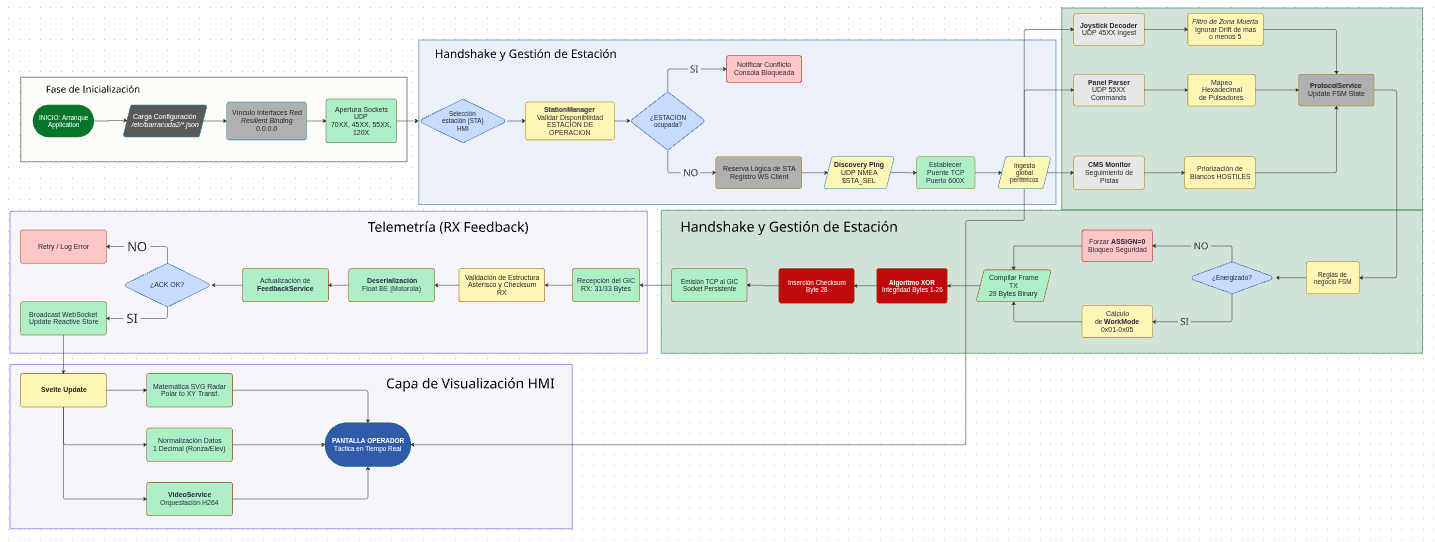 Fase de Inicialización
INICIO: Arranque
Application
Carga Configuración
/etc/barracuda2/*.json
Vínculo Interfaces Red
Resilient Binding
0.0.0.0
Apertura Sockets
UDP
70XX, 45XX, 55XX,
120X
Handshake y Gestión de Estación
Selección
estación (STA)
HMI
StationManager
Validar Disponibilidad
ESTACIÓN DE
OPERACION
¿ESTACIÓN
ocupada?
SI
Notificar Conflicto
Consola Bloqueada
NO
Reserva Lógica de STA
Registro WS Client
Discovery Ping
UDP NMEA
$STA_SEL
Establecer
Puente TCP
Puerto 600X
Ingesta
global
periféricos
Joystick Decoder
UDP 45XX Ingest
Filtro de Zona Muerta
Ignorar Drift de mas
o menos 5
Panel Parser
UDP 55XX
Commands
Mapeo
Hexadecimal
de Pulsadores
ProtocolService
Update FSM State
CMS Monitor
Seguimiento de
Pistas
Priorización de
Blancos HOSTILES
Telemetría (RX Feedback)
Retry / Log Error
NO
¿ACK OK?
SI
Broadcast WebSocket
Update Reactive Store
Actualización de
FeedbackService
Deserialización
Float BE (Motorola)
Validación de Estructura
Asterisco y Checksum
RX
Recepción del GIC
RX: 31/33 Bytes
Handshake y Gestión de Estación
Emisión TCP al GIC
Socket Persistente
Inserción Checksum
Byte 28
Algoritmo XOR
Integridad Bytes 1-26
Compilar Frame
TX
29 Bytes Binary
Forzar ASSIGN=0
Bloqueo Seguridad
NO
¿Energizado?
SI
Cálculo
de WorkMode
0x01-0x05
Reglas de
negocio FSM
Capa de Visualización HMI
Svelte Update
Matemática SVG Radar
Polar to XY Transf.
Normalización Datos
1 Decimal (Ronza/Elev)
VideoService
Orquestación H264
PANTALLA OPERADOR
Táctica en Tiempo Real